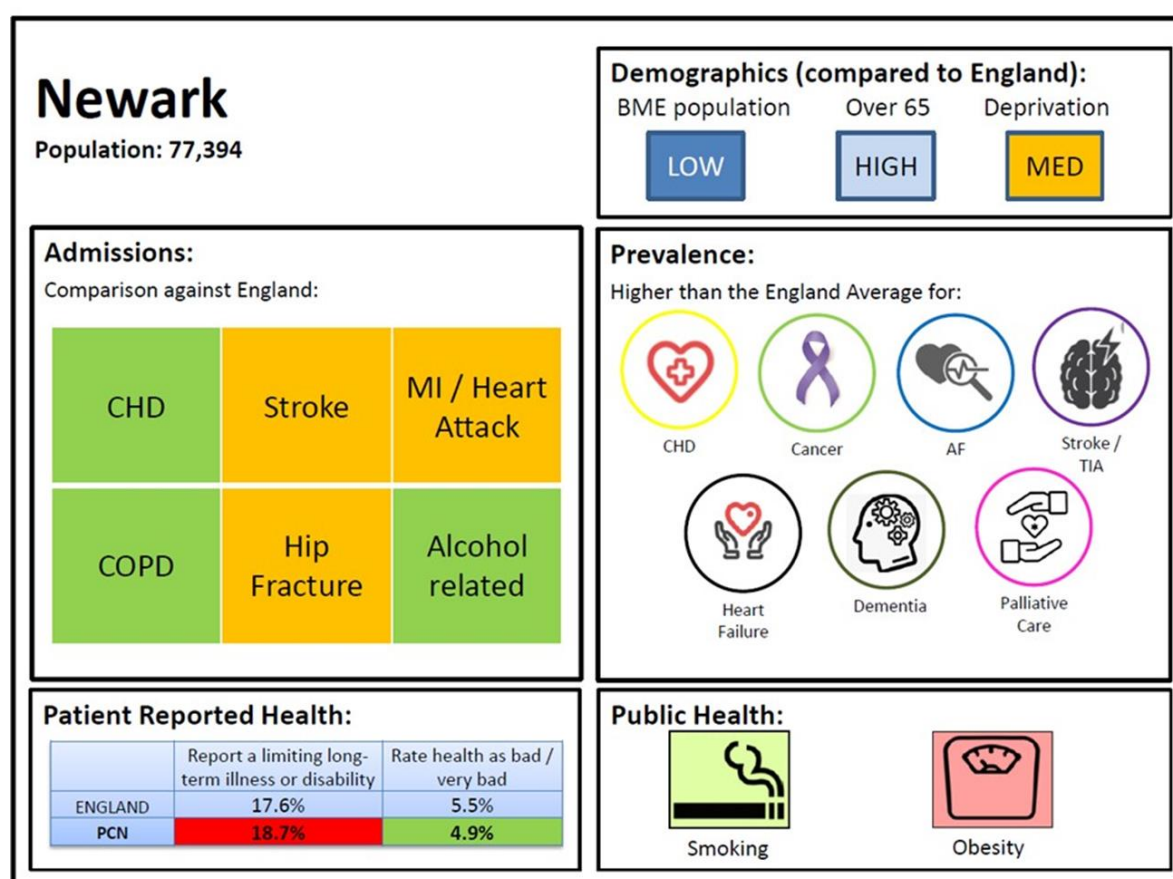 Newark
Population: 77,394
Demographics (compared to England):
BME population Over 65 Deprivation
LOW HIGH MED
Admissions:
Comparison against England:
CHD
Stroke
MI / Heart
Attack
COPD
Hip
Fracture
Alcohol
related
Prevalence:
Higher than the England Average for:
CHD
Cancer
AF
Stroke /
TIA
Heart
Failure
Dementia
Palliative
Care
Patient Reported Health:
Report a limiting long-
term illness or disability
Rate health as bad /
very bad
ENGLAND 17.6% 5.5%
PCN 18.7% 4.9%
Public Health:
Smoking
Obesity